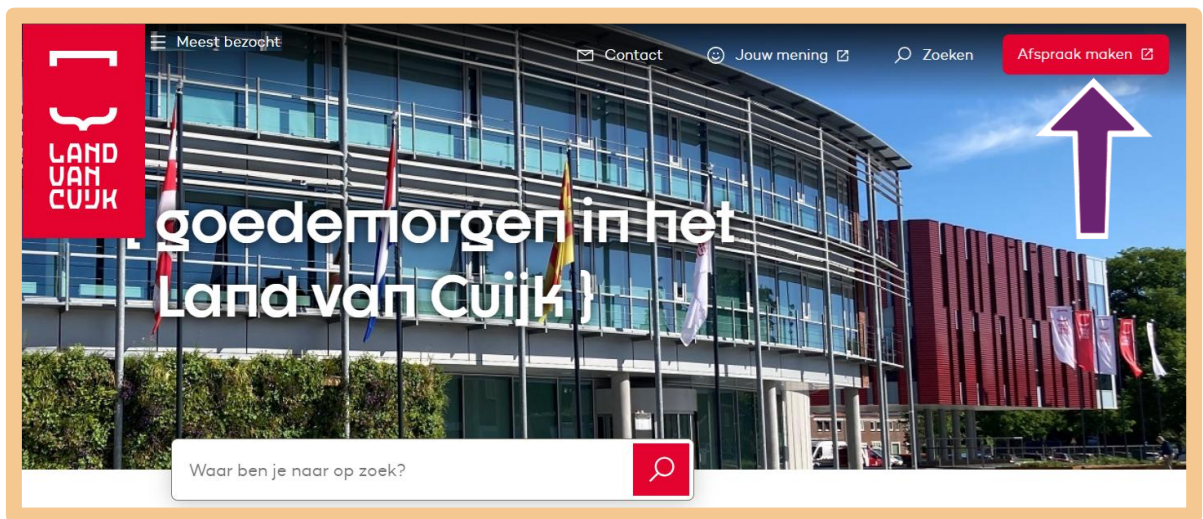 LAND
VAN
CUIJK
Meest bezocht
Contact
Jouw mening
Zoeken
Afspraak maken
{ goedemorgen in het
Land van Cuijk }
Waar ben je naar op zoek?